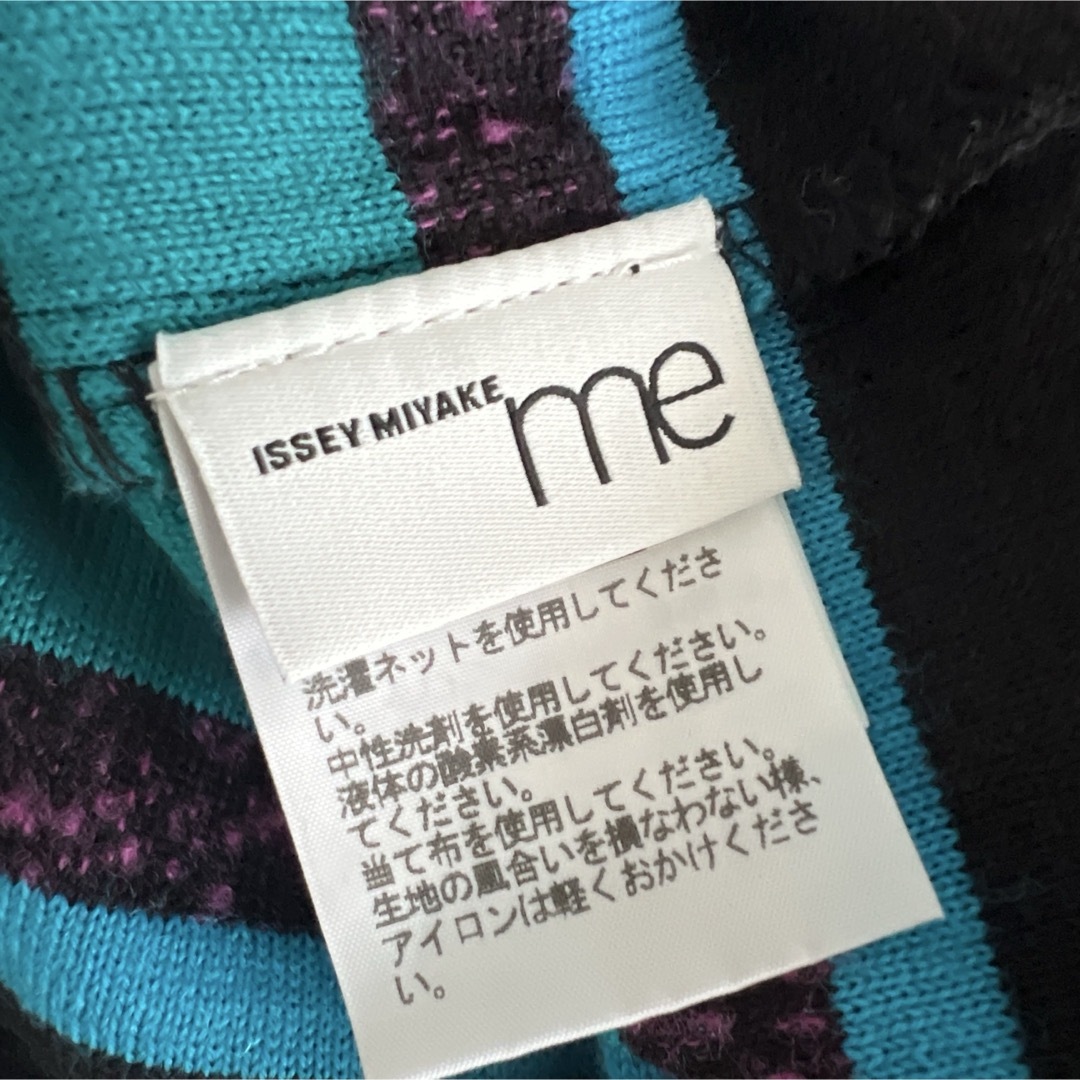 ISSEY MIYAKE me
洗濯ネットを使用してくださ
い。
中性洗剤を使用してください。
液体の酸素系漂白剤を使用し
てください。
当て布を使用してください。
生地の風合いを損なわない様、
アイロンは軽くおかけくださ
い。